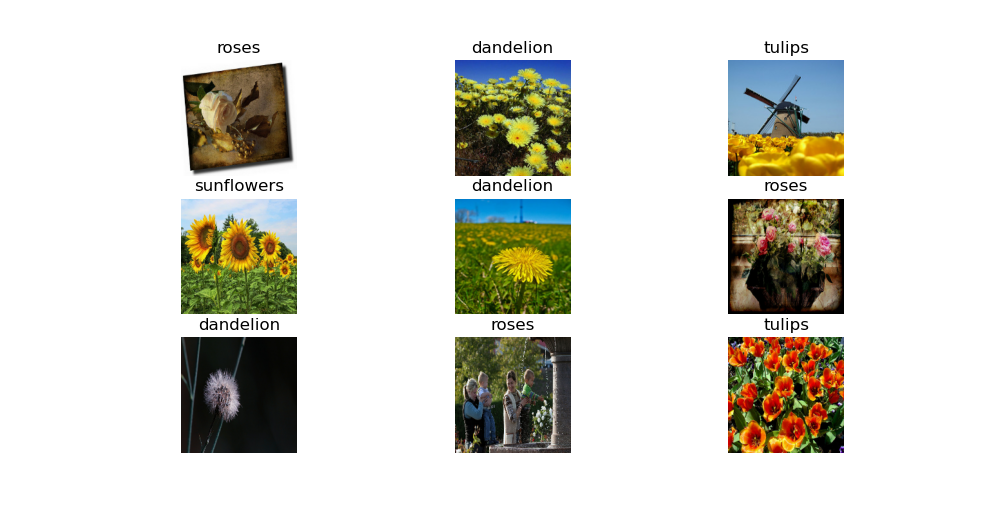 roses
dandelion
tulips
sunflowers
dandelion
roses
dandelion
roses
tulips